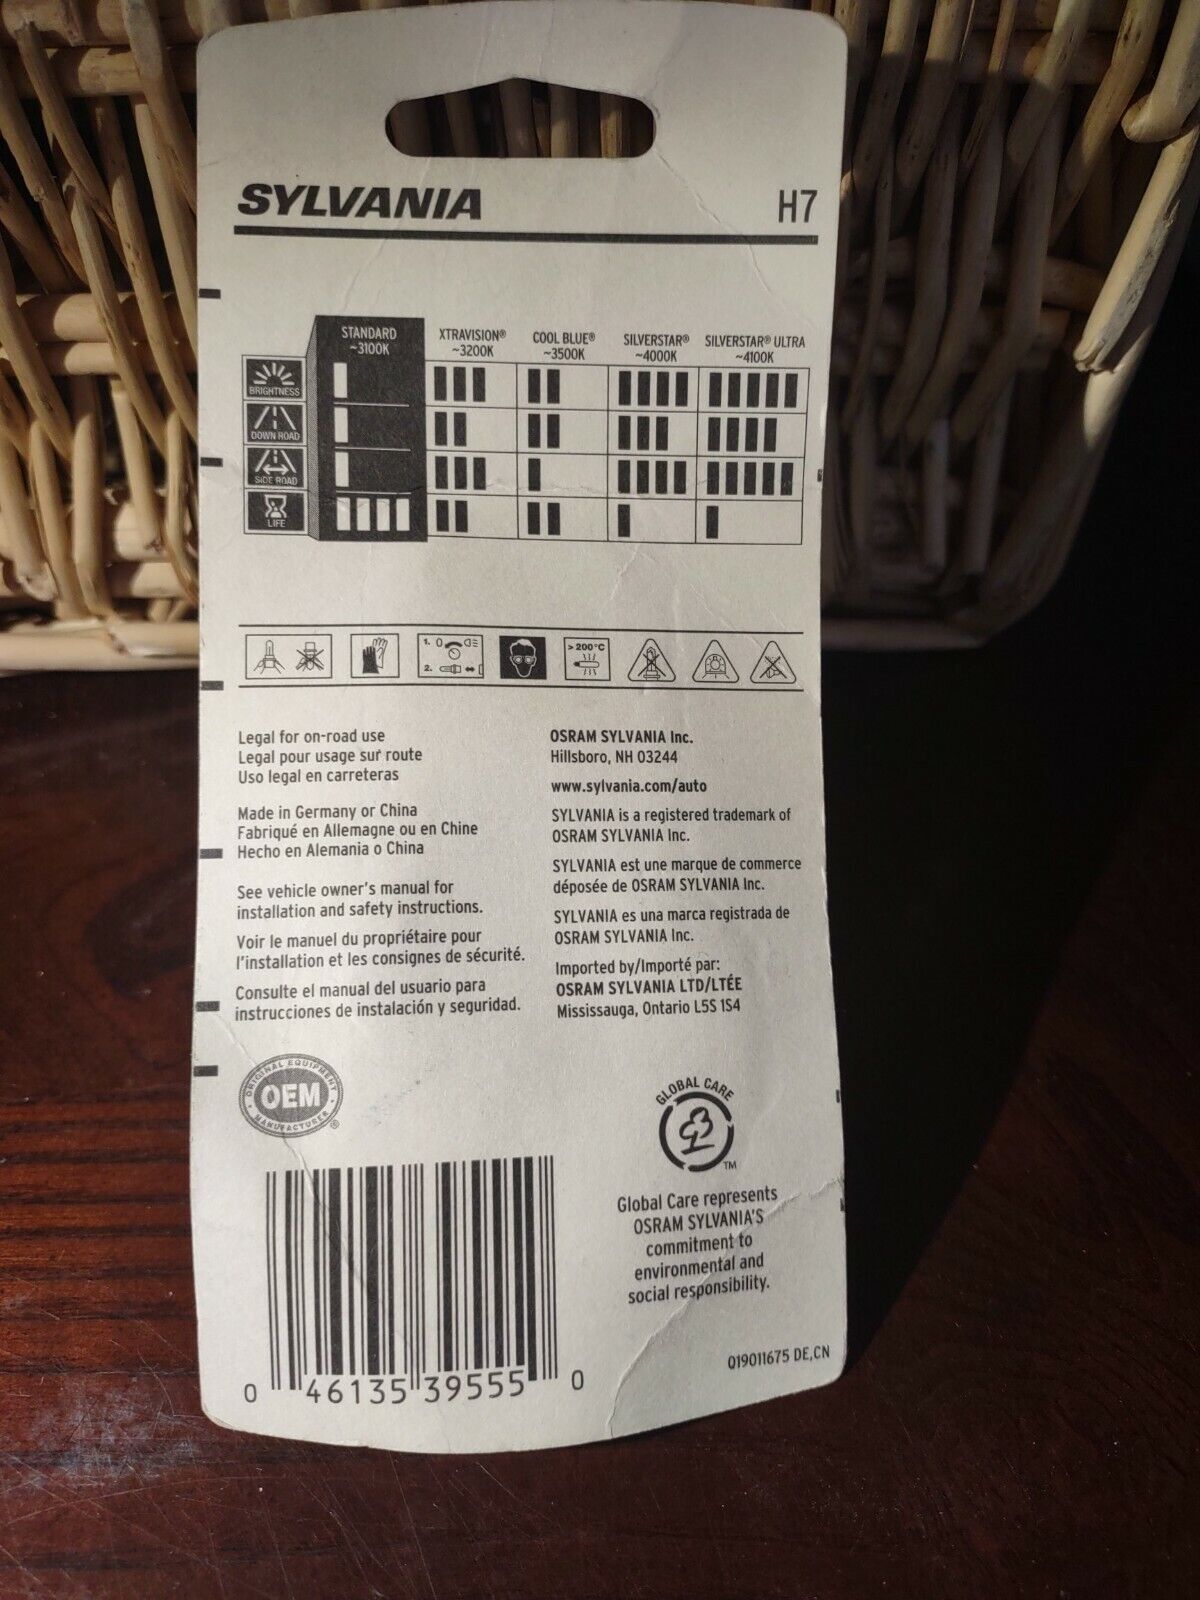 SYLVANIA H7
STANDARD XTRAVISION® COOL BLUE® SILVERSTAR® SILVERSTAR® ULTRA
~3100K ~3200K ~3500K ~4000K ~4100K
BRIGHTNESS
DOWN ROAD
SIDE ROAD
LIFE
1. 0
2.
>200°C
Legal for on-road use
Legal pour usage sur route
Uso legal en carreteras
Made in Germany or China
Fabriqué en Allemagne ou en Chine
Hecho en Alemania o China
See vehicle owner's manual for
installation and safety instructions.
Voir le manuel du propriétaire pour
l'installation et les consignes de sécurité.
Consulte el manual del usuario para
instrucciones de instalación y seguridad.
OSRAM SYLVANIA Inc.
Hillsboro, NH 03244
www.sylvania.com/auto
SYLVANIA is a registered trademark of
OSRAM SYLVANIA Inc.
SYLVANIA est une marque de commerce
déposée de OSRAM SYLVANIA Inc.
SYLVANIA es una marca registrada de
OSRAM SYLVANIA Inc.
Imported by/Importé par:
OSRAM SYLVANIA LTD/LTÉE
Mississauga, Ontario L5S 1S4
ORIGINAL EQUIPMENT
OEM
MANUFACTURER ®
GLOBAL CARE
TM
Global Care represents
OSRAM SYLVANIA'S
commitment to
environmental and
social responsibility.
0 46135 39555 0
Q19011675 DE,CN